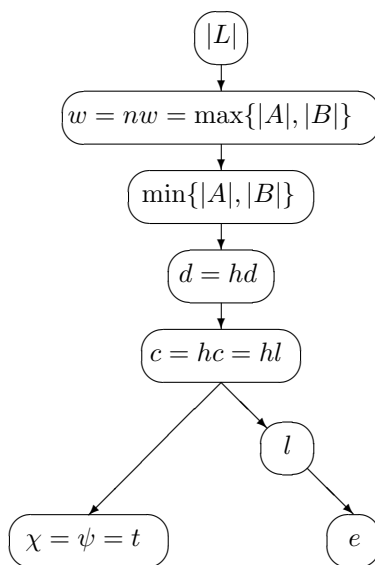 |L|
w = nw = max{|A|, |B|}
min{|A|, |B|}
d = hd
c = hc = hl
l
χ = ψ = t
e